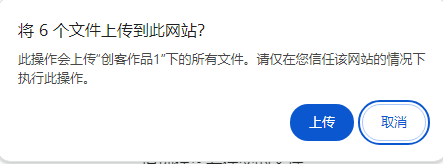 将 6 个文件上传到此网站?
此操作会上传"创客作品1"下的所有文件。请仅在您信任该网站的情况下
执行此操作。
上传
取消